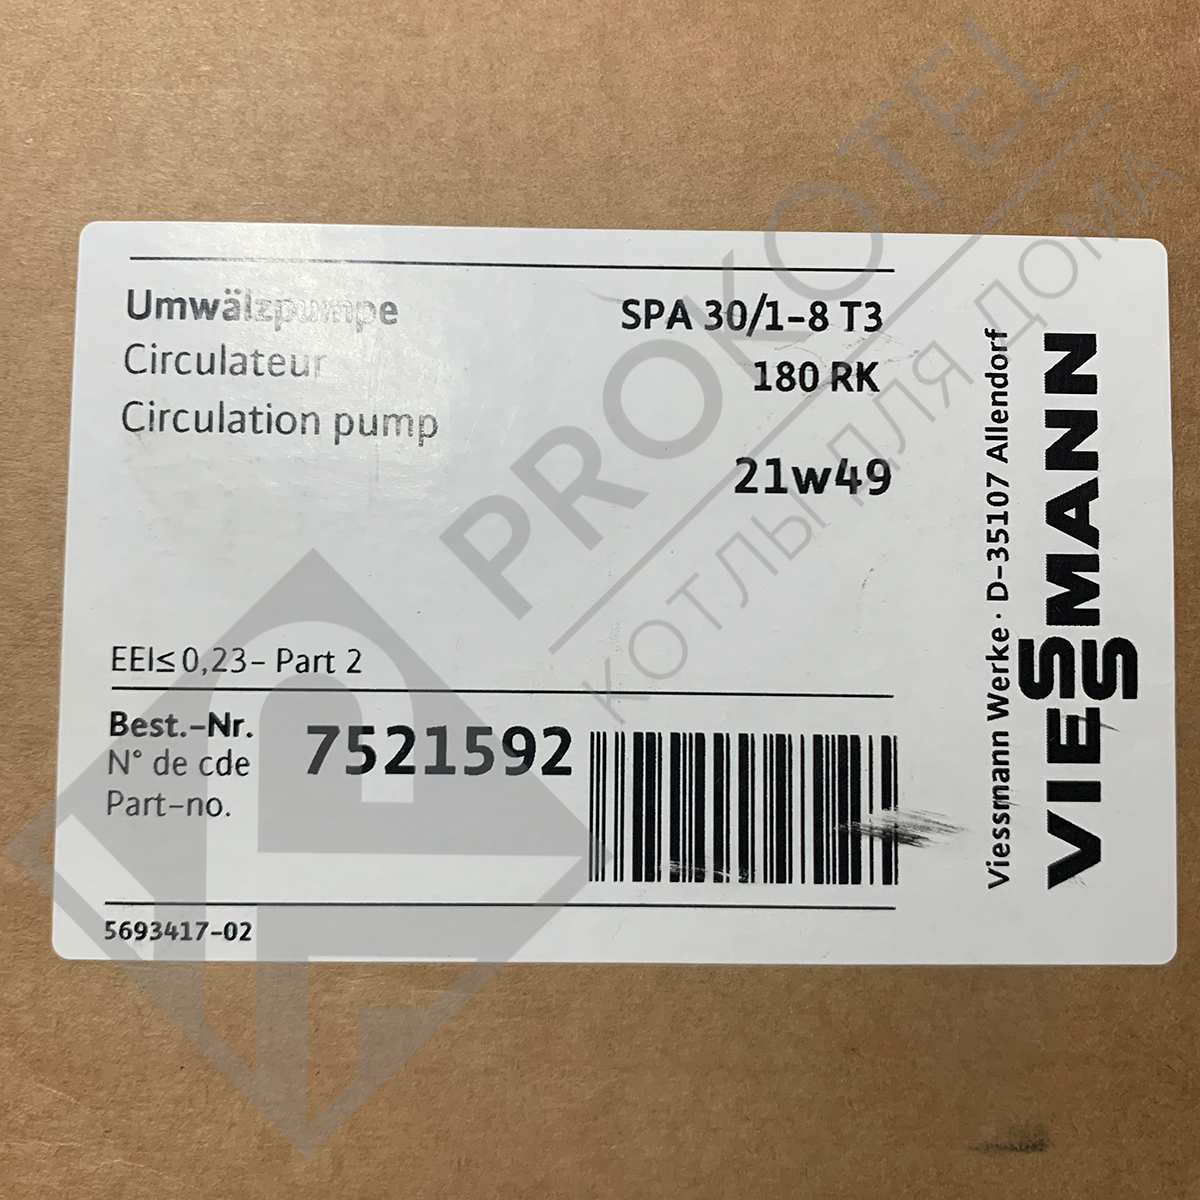 Umwälzpumpe
Circulateur
Circulation pump
SPA 30/1-8 T3
180 RK
21w49
EEI≤0,23- Part 2
Best.-Nr.
N° de cde
Part-no.
7521592
5693417-02
Viessmann Werke · D-35107 Allendorf
VIESSMANN
PROKOTEL
КОТЛЫ ДЛЯ ДОМА